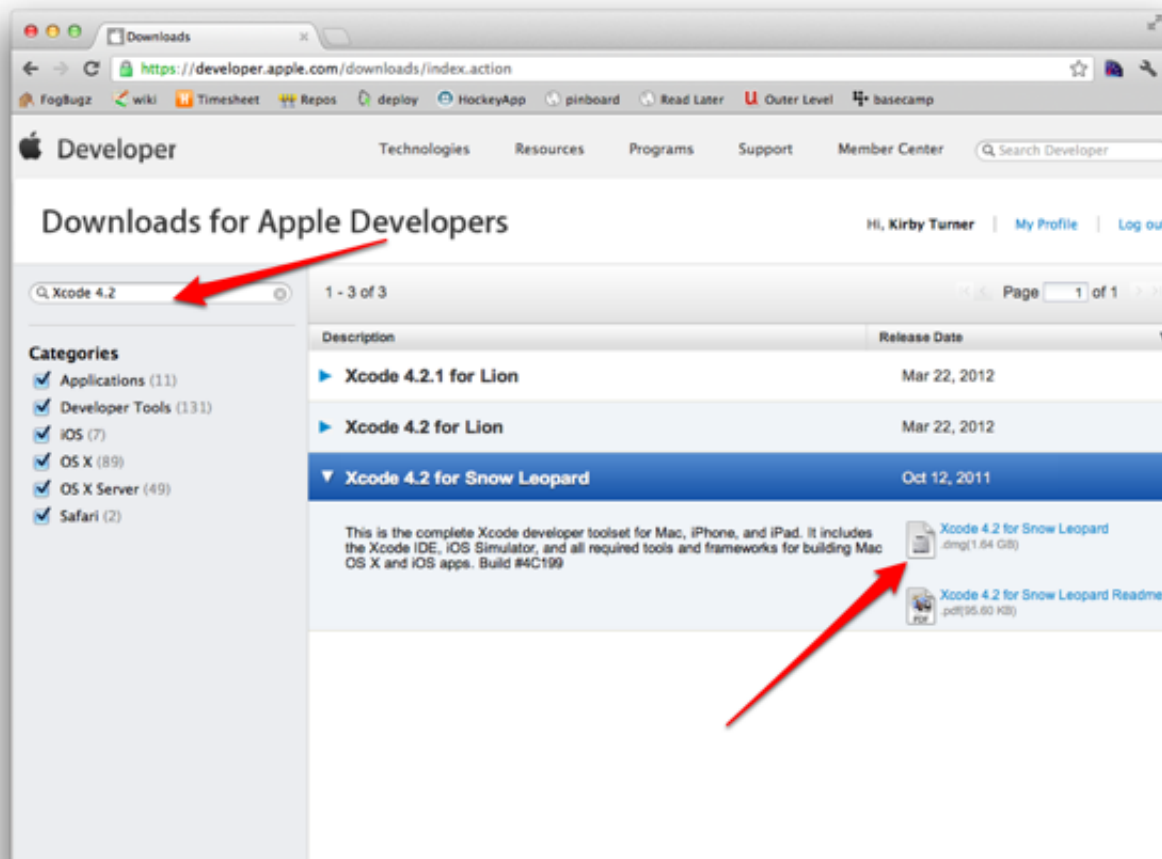 Downloads
https://developer.apple.com/downloads/index.action
FogBugz wiki Timesheet Repos deploy HockeyApp pinboard Read Later Outer Level basecamp
Developer Technologies Resources Programs Support Member Center Search Developer
Downloads for Apple Developers
Hi, Kirby Turner | My Profile | Log ou
Xcode 4.2
1 - 3 of 3 Page 1 of 1
Description Release Date
Categories
Applications (11)
Developer Tools (131)
iOS (7)
OS X (89)
OS X Server (49)
Safari (2)
Xcode 4.2.1 for Lion Mar 22, 2012
Xcode 4.2 for Lion Mar 22, 2012
Xcode 4.2 for Snow Leopard Oct 12, 2011
This is the complete Xcode developer toolset for Mac, iPhone, and iPad. It includes
the Xcode IDE, iOS Simulator, and all required tools and frameworks for building Mac
OS X and iOS apps. Build #4C199
Xcode 4.2 for Snow Leopard
.dmg(1.64 GB)
Xcode 4.2 for Snow Leopard Readme
PDF
.pdf(95.60 KB)